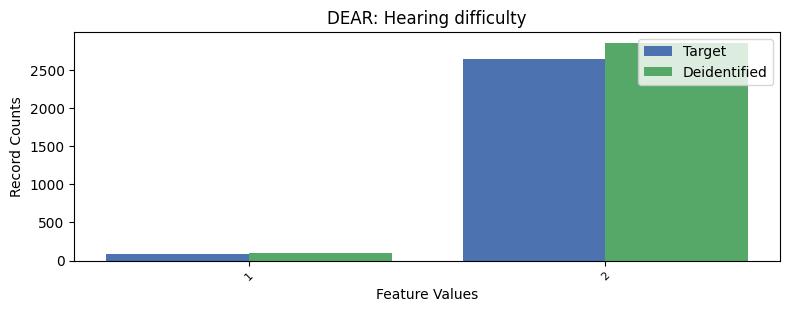 DEAR: Hearing difficulty
Target
Deidentified
Record Counts
2500
2000
1500
1000
500
0
1
2
Feature Values